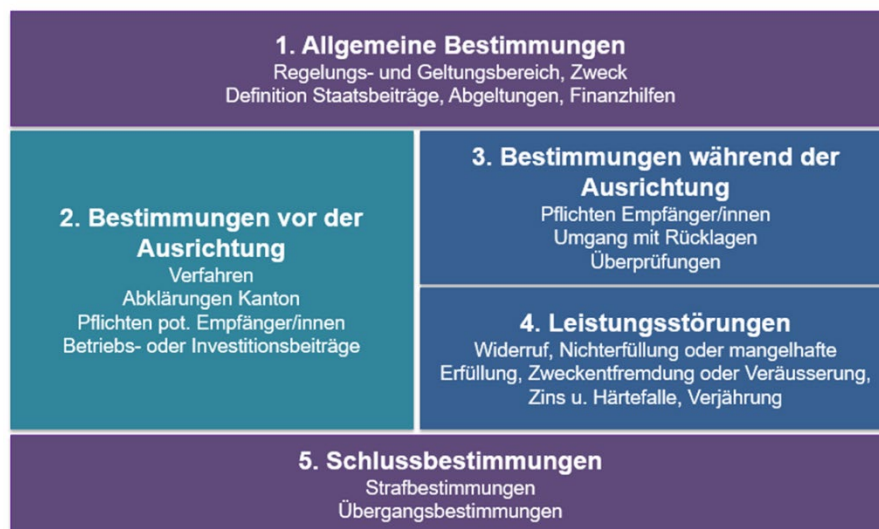 1. Allgemeine Bestimmungen
Regelungs- und Geltungsbereich, Zweck
Definition Staatsbeiträge, Abgeltungen, Finanzhilfen
2. Bestimmungen vor der
Ausrichtung
Verfahren
Abklärungen Kanton
Pflichten pot. Empfänger/innen
Betriebs- oder Investitionsbeiträge
3. Bestimmungen während der
Ausrichtung
Pflichten Empfänger/innen
Umgang mit Rücklagen
Überprüfungen
4. Leistungsstörungen
Widerruf, Nichterfüllung oder mangelhafte
Erfüllung, Zweckentfremdung oder Veräusserung,
Zins u. Härtefalle, Verjährung
5. Schlussbestimmungen
Strafbestimmungen
Übergangsbestimmungen